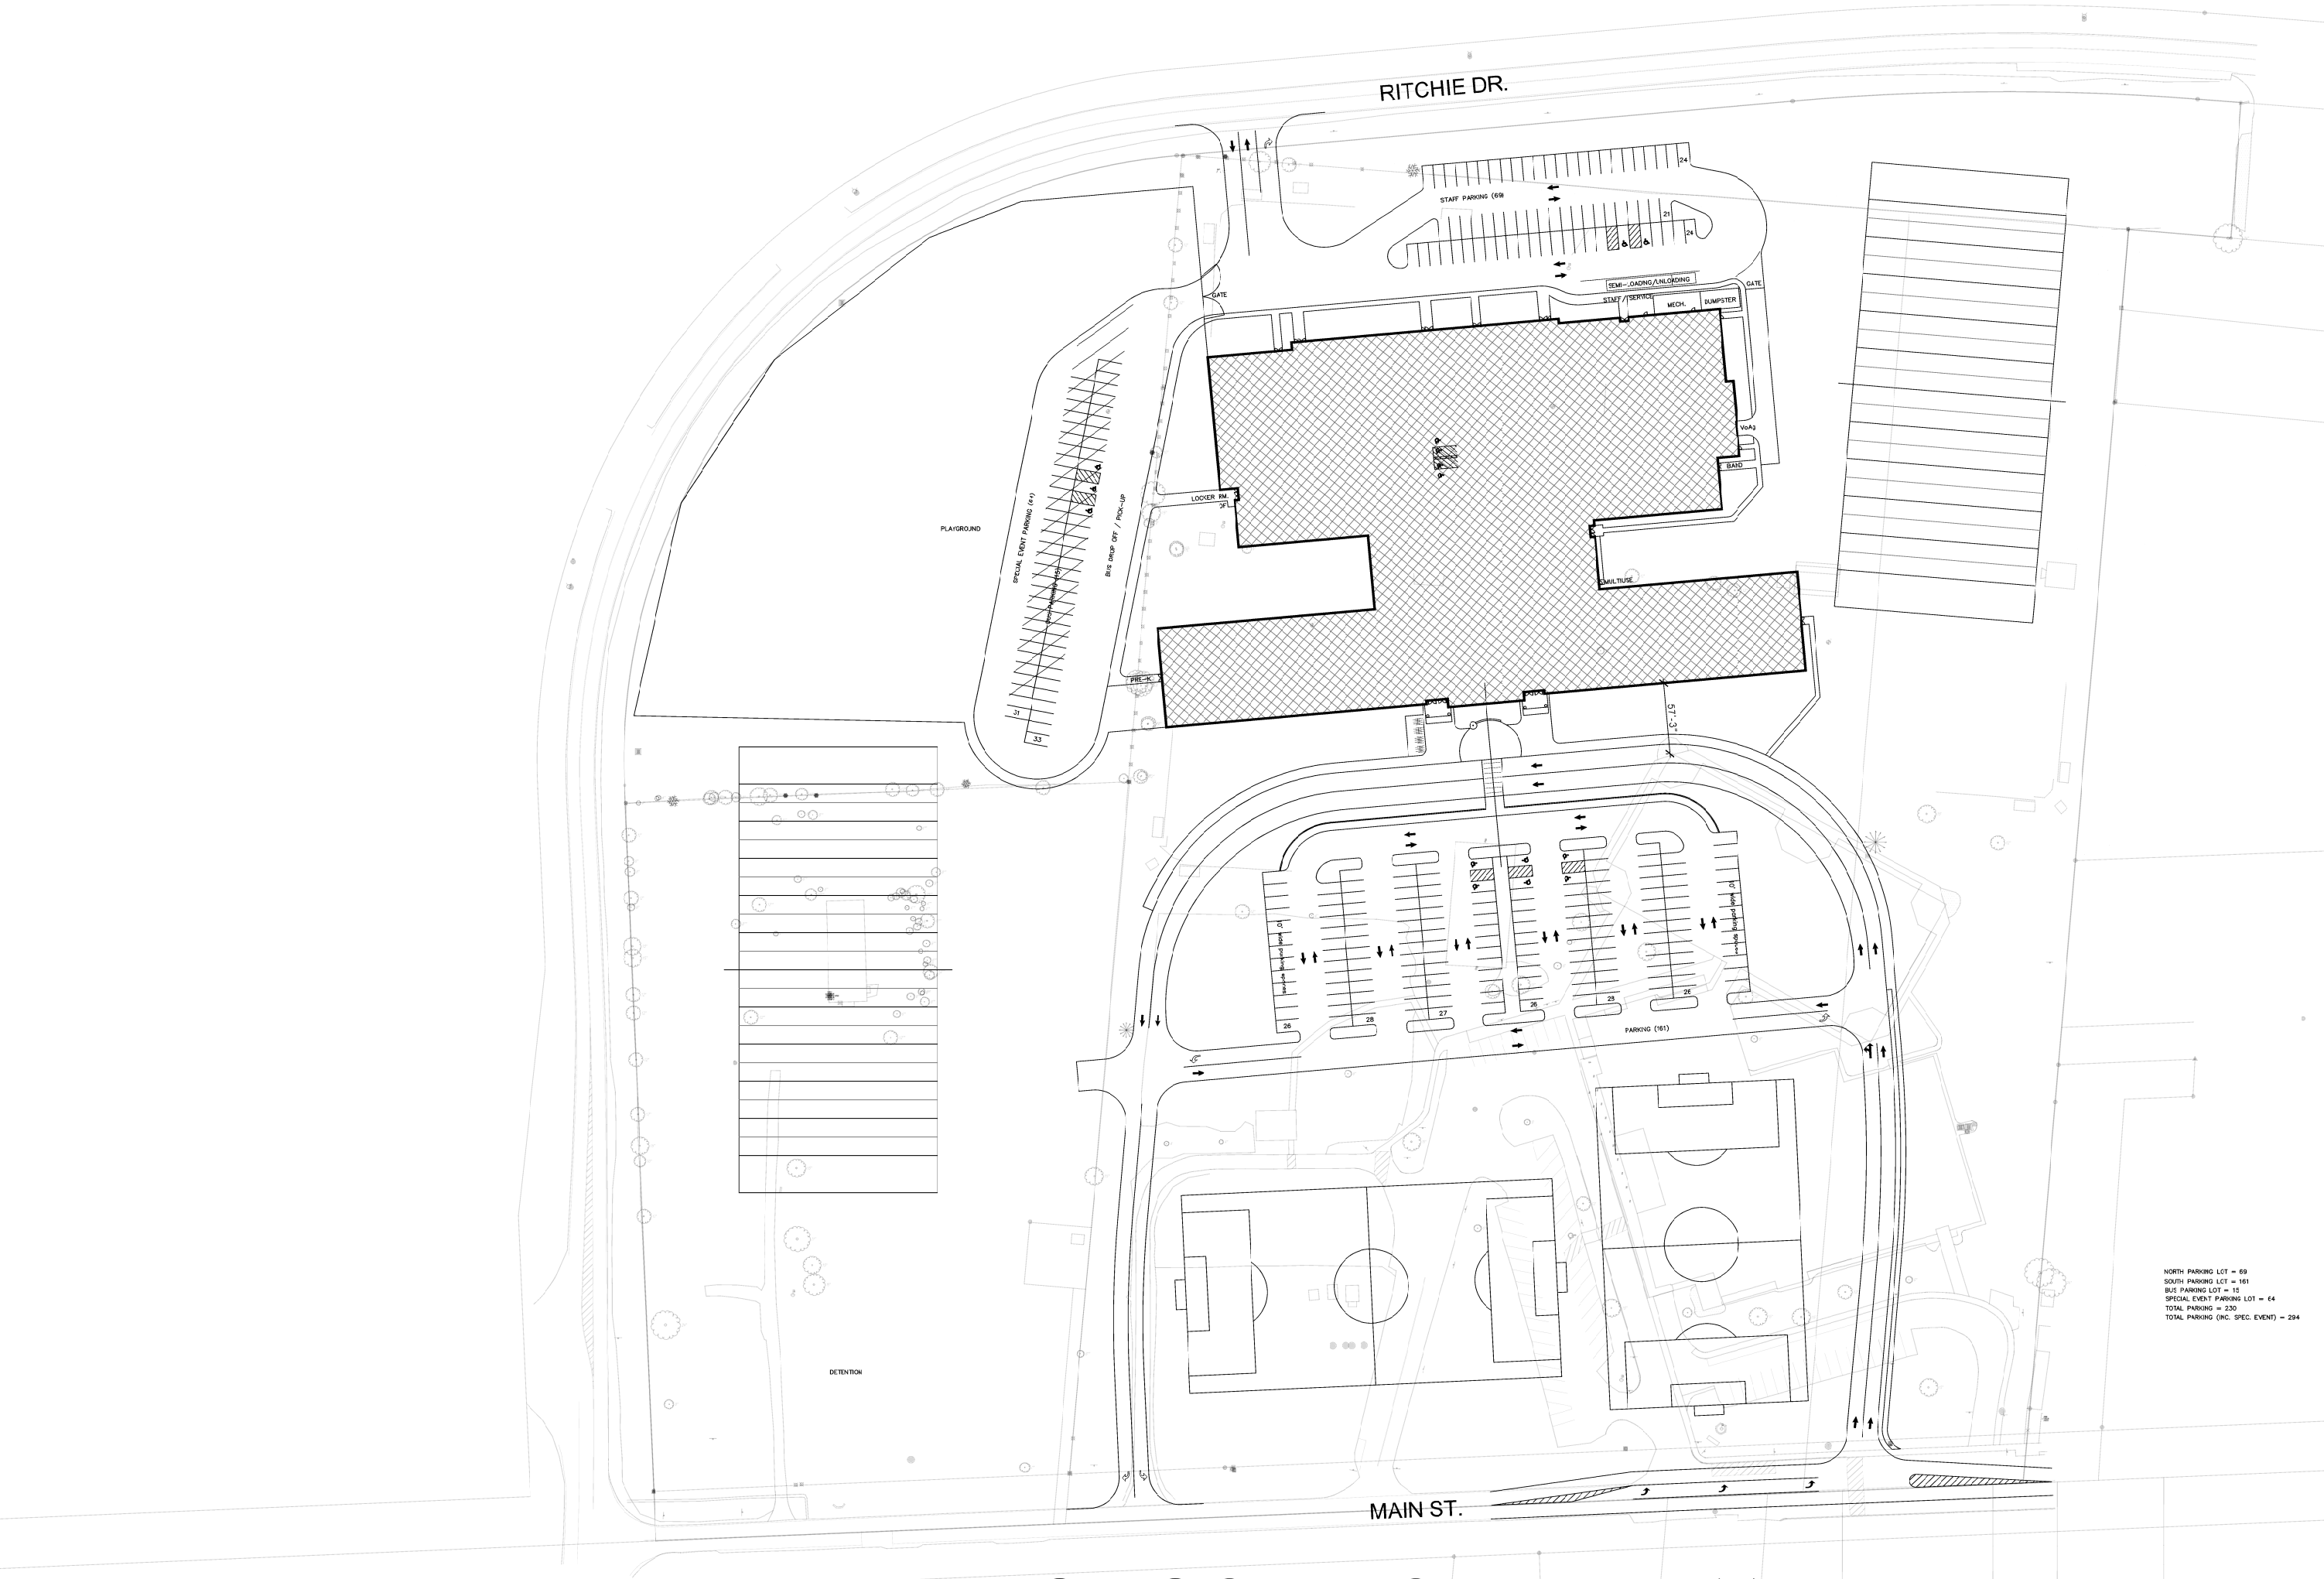 RITCHIE DR.
24
STAFF PARKING (69)
21
24
SEMI-LOADING/UNLOADING
GATE
GATE
STAFF / SERVICE
MECH.
DUMPSTER
VoAg
BAND
LOCKER RM.
PLAYGROUND
SPECIAL EVENT PARKING (64)
BUS DROP OFF / PICK-UP
MULTIUSE
PRE-K
31
33
57'-3"
10' wide parking spaces
10' wide parking spaces
26
28
27
26
23
26
PARKING (161)
NORTH PARKING LOT = 69
SOUTH PARKING LOT = 161
BUS PARKING LOT = 15
SPECIAL EVENT PARKING LOT = 64
TOTAL PARKING = 230
TOTAL PARKING (INC. SPEC. EVENT) = 294
DETENTION
MAIN ST.